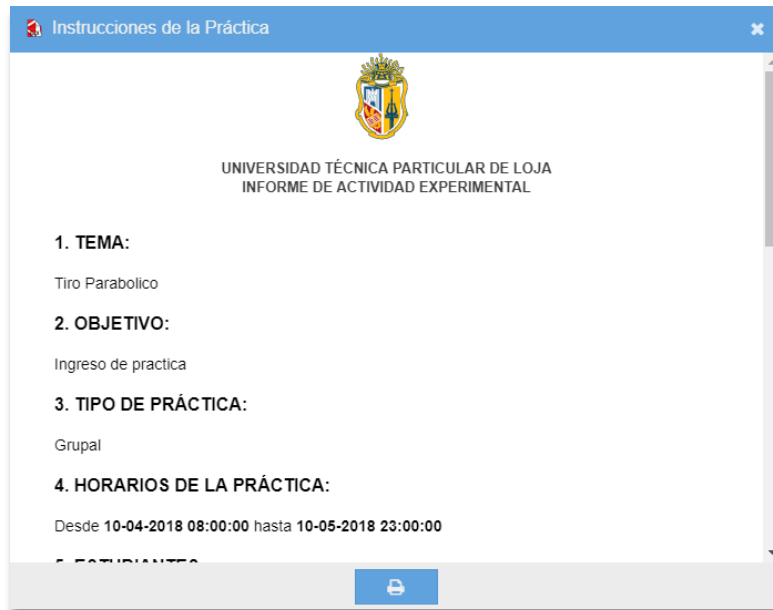 Instrucciones de la Práctica
UNIVERSIDAD TÉCNICA PARTICULAR DE LOJA
INFORME DE ACTIVIDAD EXPERIMENTAL
1. TEMA:
Tiro Parabolico
2. OBJETIVO:
Ingreso de practica
3. TIPO DE PRÁCTICA:
Grupal
4. HORARIOS DE LA PRÁCTICA:
Desde 10-04-2018 08:00:00 hasta 10-05-2018 23:00:00
5. ESTUDIANTES